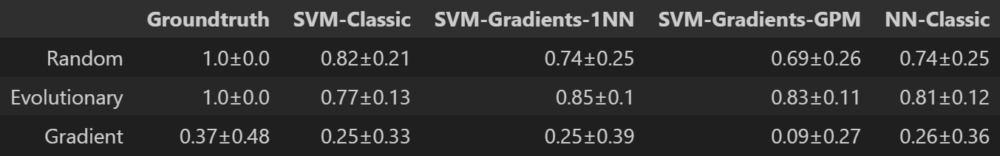 Groundtruth SVM-Classic SVM-Gradients-1NN SVM-Gradients-GPM NN-Classic
Random 1.0±0.0 0.82±0.21 0.74±0.25 0.69±0.26 0.74±0.25
Evolutionary 1.0±0.0 0.77±0.13 0.85±0.1 0.83±0.11 0.81±0.12
Gradient 0.37±0.48 0.25±0.33 0.25±0.39 0.09±0.27 0.26±0.36